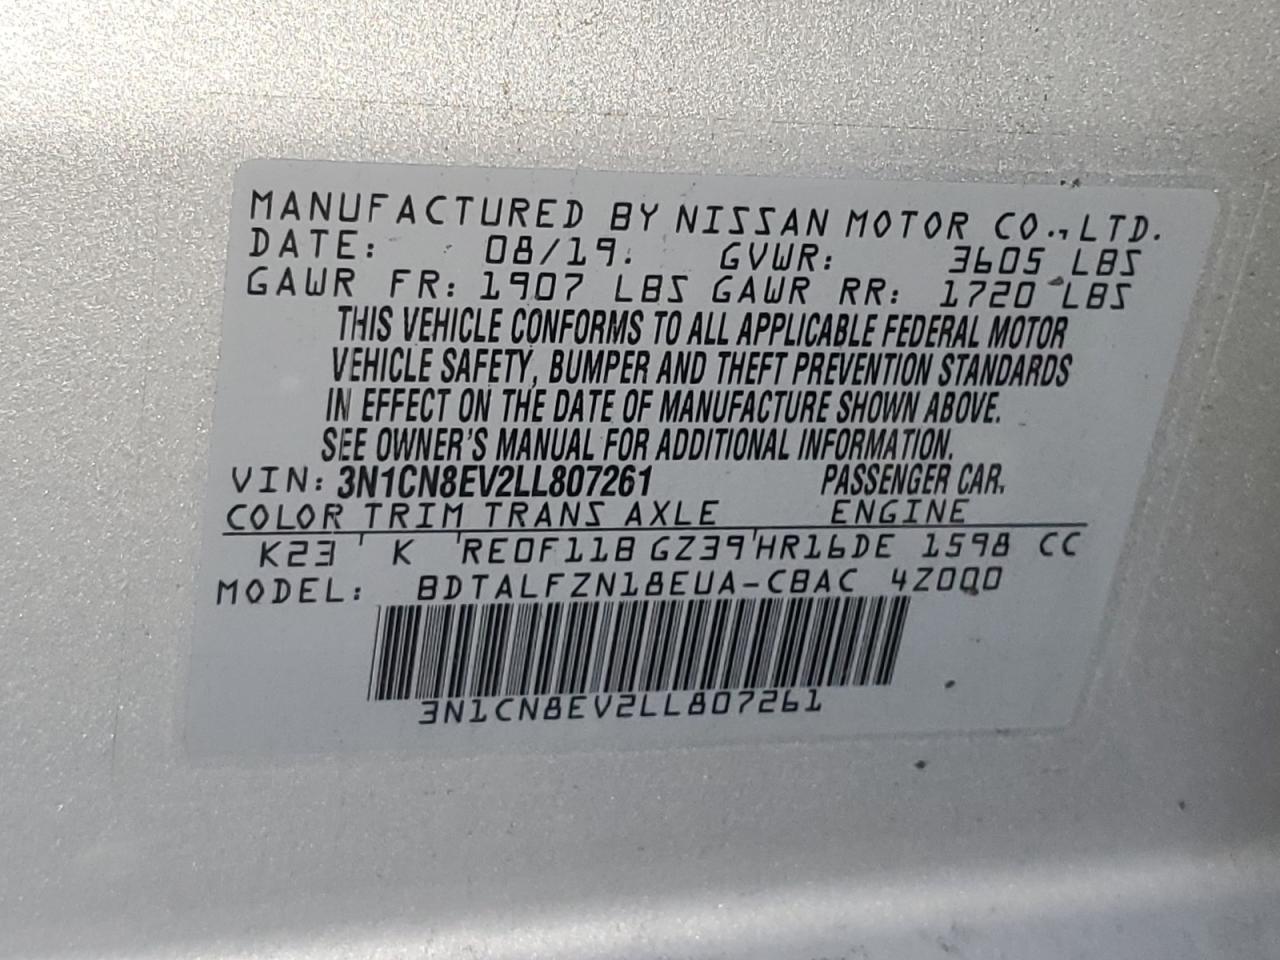 MANUFACTURED BY NISSAN MOTOR CO., LTD.
DATE: 08/19. GVWR: 3605 LBS
GAWR FR: 1907 LBS GAWR RR: 1720 LBS
THIS VEHICLE CONFORMS TO ALL APPLICABLE FEDERAL MOTOR
VEHICLE SAFETY, BUMPER AND THEFT PREVENTION STANDARDS
IN EFFECT ON THE DATE OF MANUFACTURE SHOWN ABOVE.
SEE OWNER'S MANUAL FOR ADDITIONAL INFORMATION.
VIN: 3N1CN8EV2LL807261 PASSENGER CAR.
COLOR TRIM TRANS AXLE ENGINE
K23 K RE0F11B GZ39 HR16DE 1598 CC
MODEL: BDTALFZN18EUA-CBAC 4Z000
3N1CN8EV2LL807261